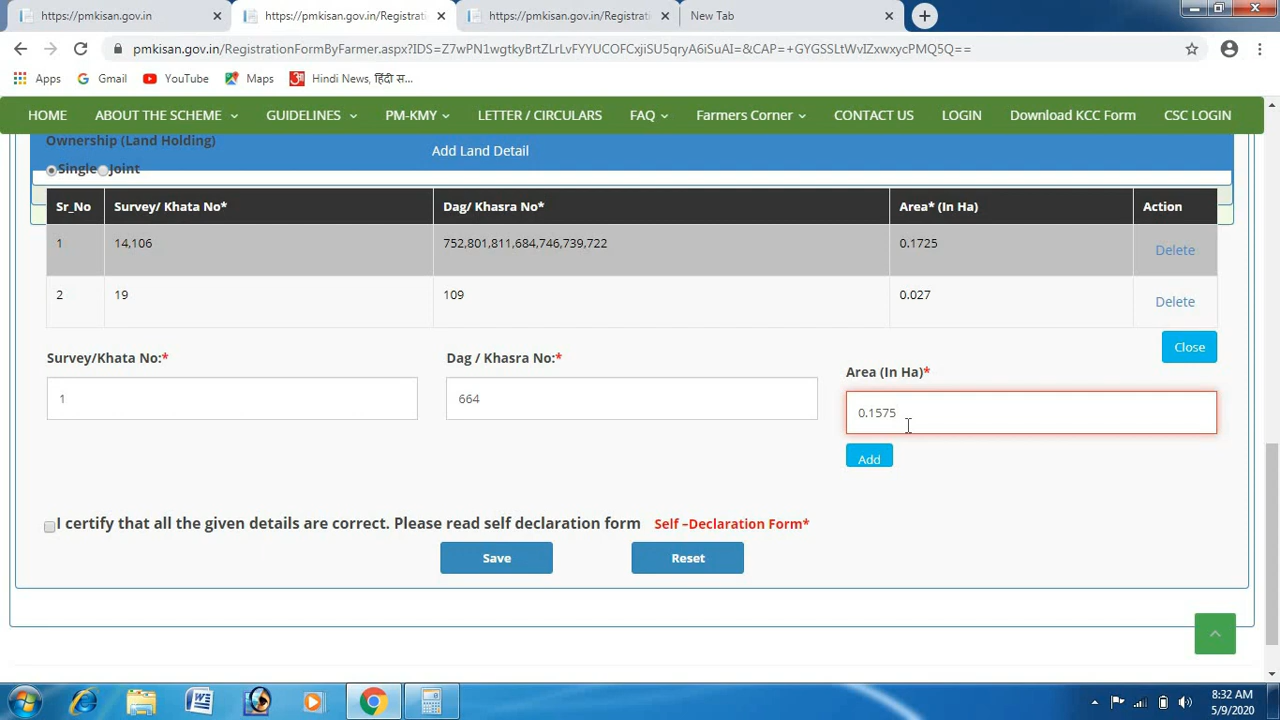 https://pmkisan.gov.in
https://pmkisan.gov.in/Registrat
https://pmkisan.gov.in/Registrat
New Tab
pmkisan.gov.in/RegistrationFormByFarmer.aspx?IDS=Z7wPN1wgtkyBrtZLrLvFYYUCOFCxjiSU5qryA6iSuAI=DCAP=+GYGSSLtWvIZxwxycPMQ5Q==
Apps
Gmail
YouTube
Maps
Hindi News, हिंदी स...
HOME
ABOUT THE SCHEME
GUIDELINES
PM-KMY
LETTER / CIRCULARS
FAQ
Farmers Corner
CONTACT US
LOGIN
Download KCC Form
CSC LOGIN
Ownership (Land Holding)
Add Land Detail
Single Joint
Sr_No Survey/ Khata No* Dag/ Khasra No* Area* (In Ha) Action
1 14,106 752,801,811,684,746,739,722 0.1725 Delete
2 19 109 0.027 Delete
Close
Survey/Khata No:* Dag / Khasra No:* Area (In Ha)*
1 664 0.1575
Add
I certify that all the given details are correct. Please read self declaration form Self –Declaration Form*
Save Reset
8:32 AM
5/9/2020